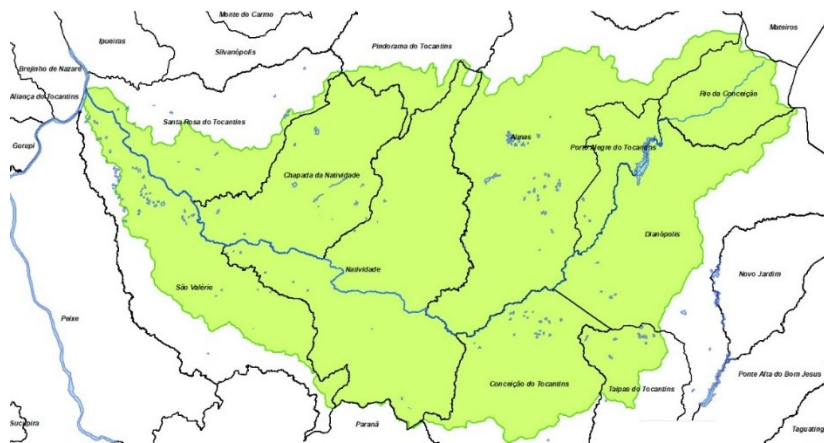 Monte do Carmo
Mateiros
Ipueiras
Silvanópolis
Pindorama do Tocantins
Brejinho de Nazaré
Aliança do Tocantins
Rio da Conceição
Santa Rosa do Tocantins
Almas
Porto Alegre do Tocantins
Gurupi
Chapada da Natividade
Dianópolis
Natividade
Novo Jardim
São Valério
Peixe
Ponte Alta do Bom Jesus
Conceição do Tocantins
Taipas do Tocantins
Sucupira
Paranã
Taguating